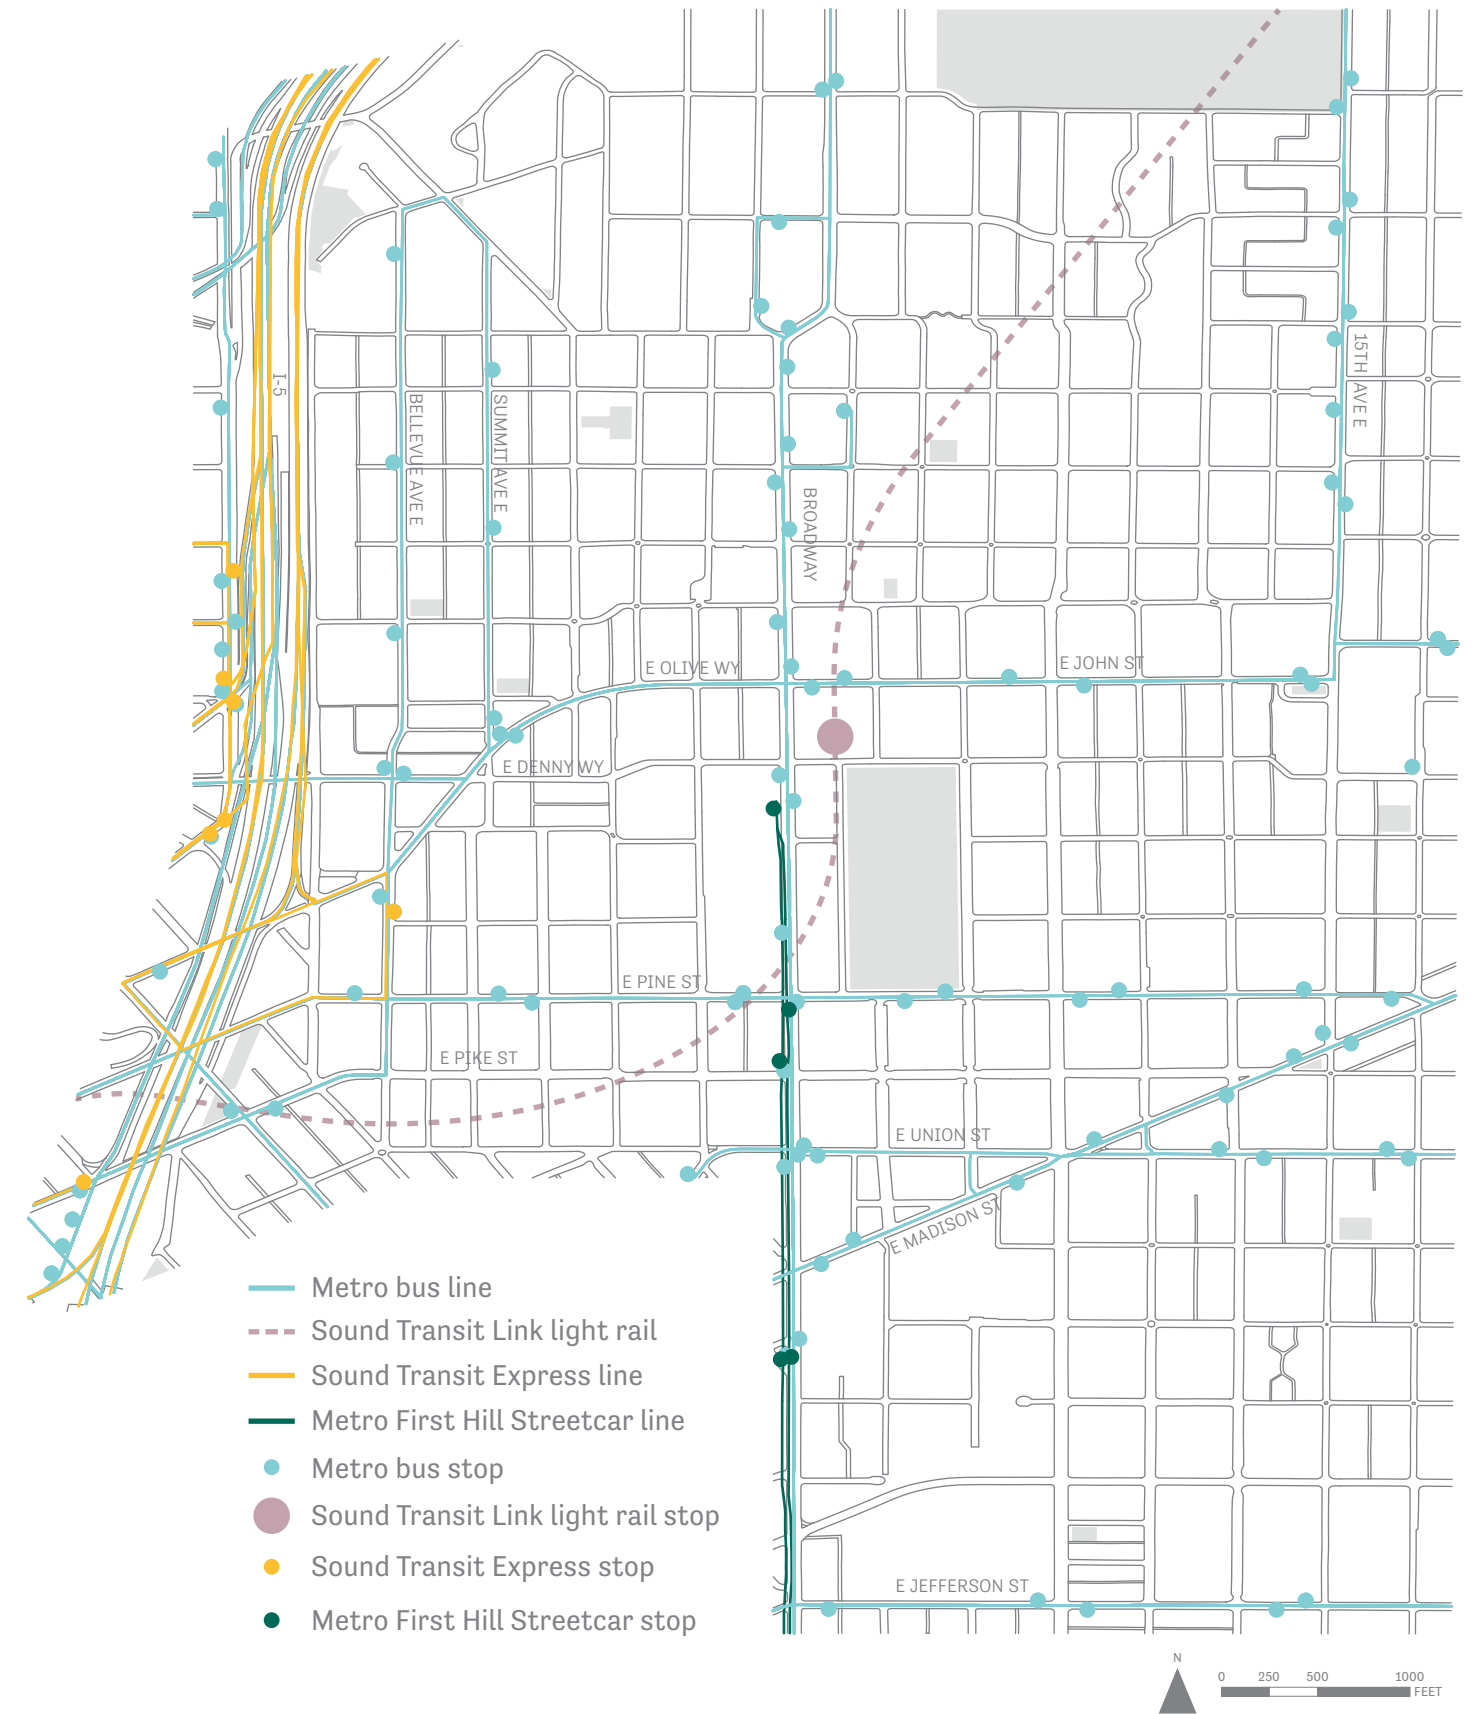 I-5
15TH AVE E
BELLEVUE AVE E
SUMMIT AVE E
BROADWAY
E OLIVE WY
E JOHN ST
E DENNY WY
E PINE ST
E PIKE ST
E UNION ST
E MADISON ST
Metro bus line
Sound Transit Link light rail
Sound Transit Express line
Metro First Hill Streetcar line
Metro bus stop
Sound Transit Link light rail stop
Sound Transit Express stop
Metro First Hill Streetcar stop
E JEFFERSON ST
N
0 250 500 1000
FEET